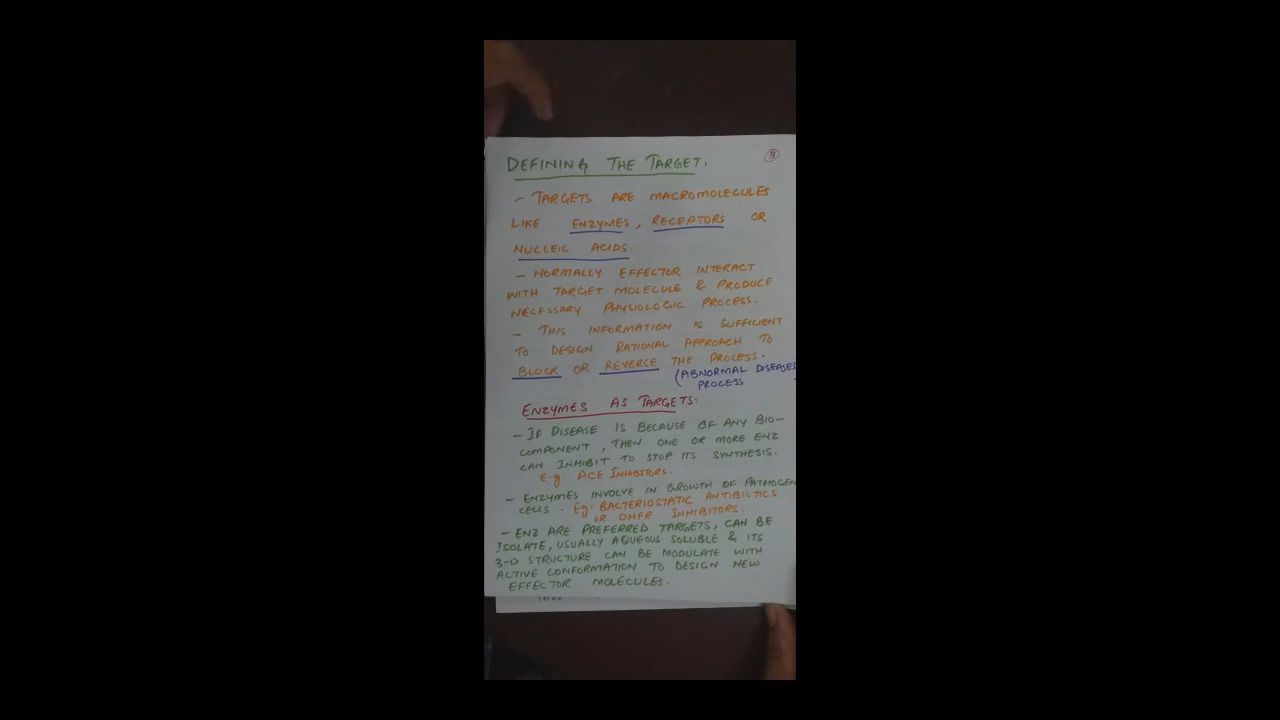 DEFINING THE TARGET:
3
- TARGETS ARE MACROMOLECULES
LIKE ENZYMES, RECEPTORS OR
NUCLEIC ACIDS.
- NORMALLY EFFECTOR INTERACT
WITH TARGET MOLECULE & PRODUCE
NECESSARY PHYSIOLOGIC PROCESS.
- THIS INFORMATION IS SUFFICIENT
TO DESIGN RATIONAL APPROACH TO
BLOCK OR REVERSE THE PROCESS.
(ABNORMAL DISEASES
PROCESS
ENZYMES AS TARGETS:
- IF DISEASE IS BECAUSE OF ANY BIO-
COMPONENT, THEN ONE OR MORE ENZ
CAN INHIBIT TO STOP ITS SYNTHESIS.
E.g. ACE INHIBITORS.
- ENZYMES INVOLVE IN GROWTH OF PATHOGEN
CELLS. Eg: BACTERIOSTATIC ANTIBIOTICS
OR DHFR INHIBITORS.
- ENZ ARE PREFERRED TARGETS, CAN BE
ISOLATE, USUALLY AQUEOUS SOLUBLE & ITS
3-D STRUCTURE CAN BE MODULATE WITH
ACTIVE CONFORMATION TO DESIGN NEW
EFFECTOR MOLECULES.